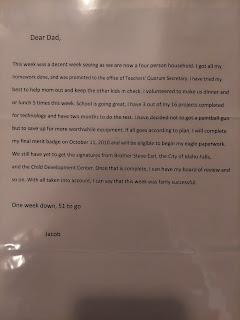 Dear Dad,
This week was a decent week seeing as we are now a four person household. I got all my
homework done, and was promoted to the office of Teachers' Quorum Secretary. I have tried my
best to help mom out and keep the other kids in check. I volunteered to make us dinner and
or lunch 5 times this week. School is going great, I have 3 out of my 16 projects completed
for technology and have two months to do the rest. I have decided not to get a paintball gun
but to save up for more worthwhile equipment. If all goes according to plan, I will complete
my final merit badge on October 11, 2010 and will be eligible to begin my eagle paperwork.
We still have yet to get the signatures from Brother Steve Earl, the City of Idaho Falls,
and the Child Development Center. Once that is complete, I can have my board of review and
so on. With all taken into account, I can say that this week was fairly successful.
One week down, 51 to go
Jacob